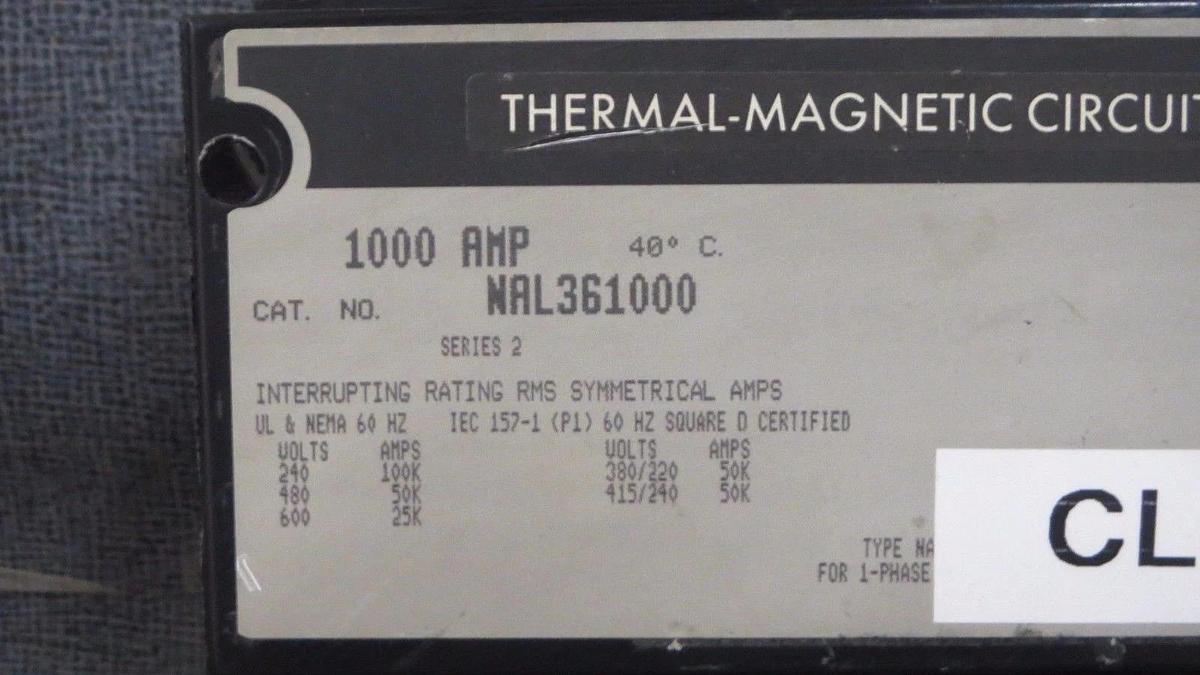 THERMAL-MAGNETIC CIRCUIT
1000 AMP 40° C.
CAT. NO. NAL361000
SERIES 2
INTERRUPTING RATING RMS SYMMETRICAL AMPS
UL & NEMA 60 HZ IEC 157-1 (P1) 60 HZ SQUARE D CERTIFIED
VOLTS AMPS VOLTS AMPS
240 100K 380/220 50K
480 50K 415/240 50K
600 25K
TYPE NA
FOR 1-PHASE
CL